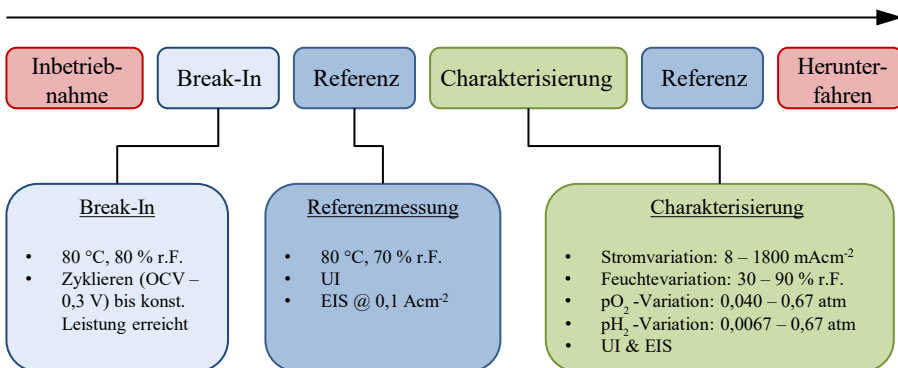 Inbetrieb-
nahme
Break-In
Referenz
Charakterisierung
Referenz
Herunter-
fahren
Break-In
• 80 °C, 80 % r.F.
• Zyklieren (OCV –
0,3 V) bis konst.
Leistung erreicht
Referenzmessung
• 80 °C, 70 % r.F.
• UI
• EIS @ 0,1 Acm-2
Charakterisierung
• Stromvariation: 8 – 1800 mAcm-2
• Feuchtevariation: 30 – 90 % r.F.
• pO2 -Variation: 0,040 – 0,67 atm
• pH2 -Variation: 0,0067 – 0,67 atm
• UI & EIS